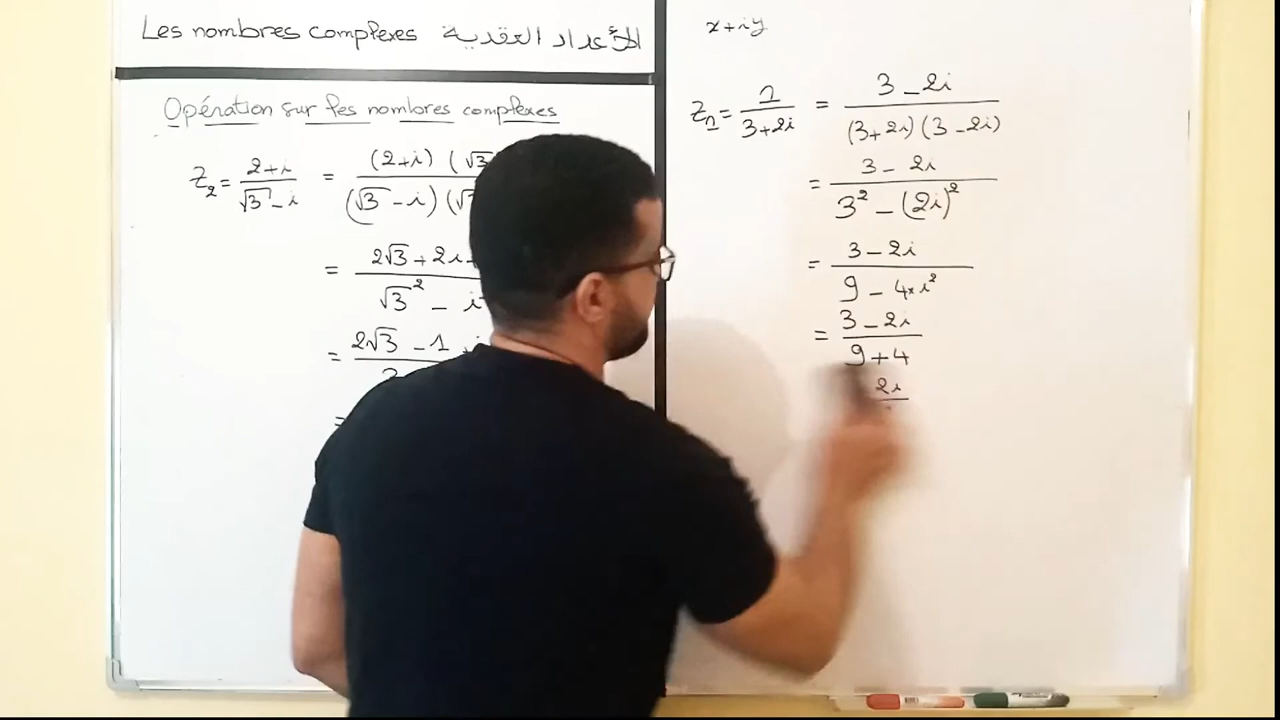 Les nombres complexes الأعداد العقدية
Opération sur les nombres complexes
Z₂ = (2+i)/(√3 - i) = (2+i)(√3
(√3 - i)(√
= 2√3 + 2i
√3² - i
= 2√3 - 1
=
x+iy
Z₁ = 1/(3+2i) = (3-2i)/((3+2i)(3-2i))
= (3-2i)/(3² - (2i)²)
= (3-2i)/(9 - 4×i²)
= (3-2i)/(9+4)
2i